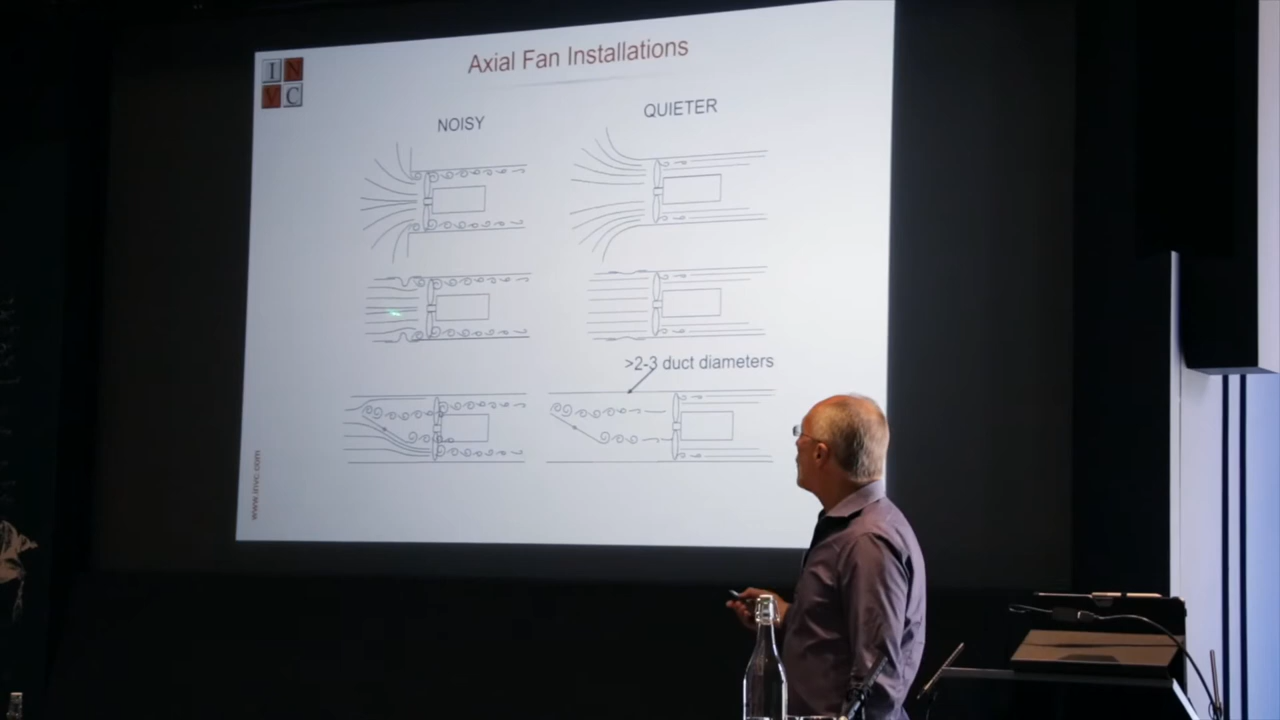 I N
V C
Axial Fan Installations
NOISY
QUIETER
>2-3 duct diameters
www.invc.com